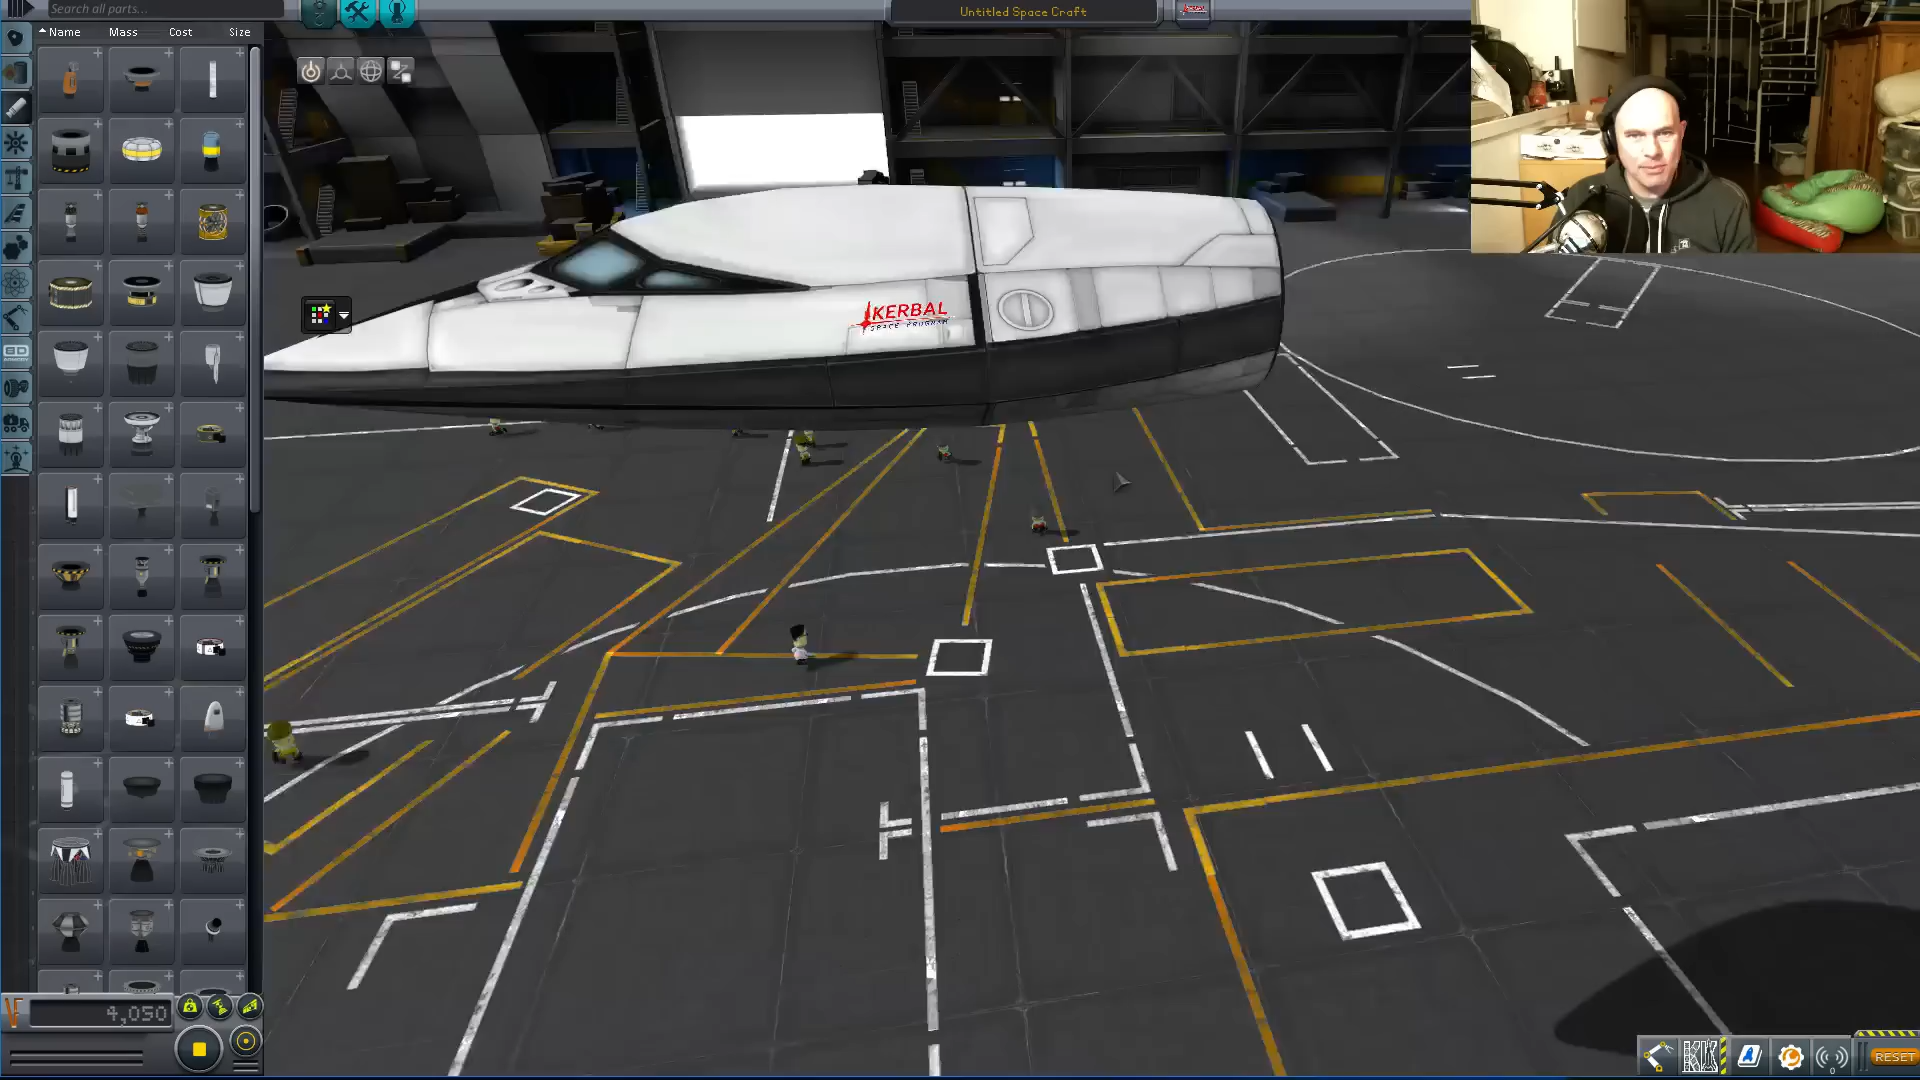 Search all parts...
Untitled Space Craft
Name Mass Cost Size
KERBAL
SPACE PROGRAM
4,050
RESET